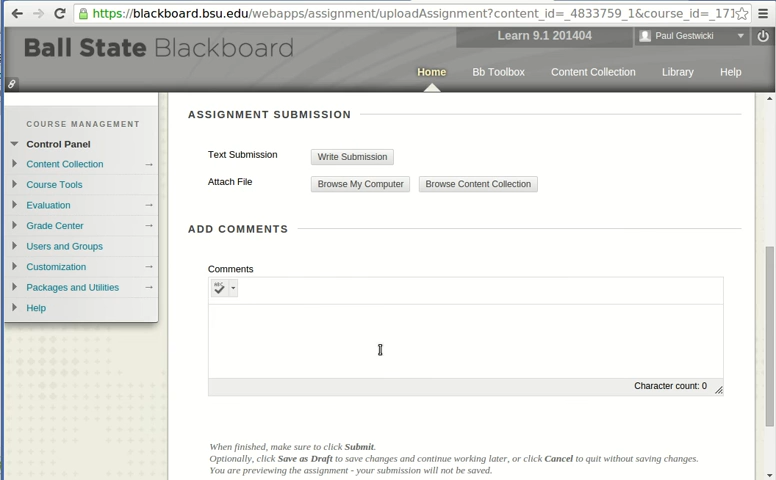 https://blackboard.bsu.edu/webapps/assignment/uploadAssignment?content_id=_4833759_1&course_id=_171
Ball State Blackboard
Learn 9.1 201404
Paul Gestwicki
Home
Bb Toolbox
Content Collection
Library
Help
COURSE MANAGEMENT
Control Panel
Content Collection
Course Tools
Evaluation
Grade Center
Users and Groups
Customization
Packages and Utilities
Help
ASSIGNMENT SUBMISSION
Text Submission
Write Submission
Attach File
Browse My Computer
Browse Content Collection
ADD COMMENTS
Comments
ABC
Character count: 0
When finished, make sure to click Submit.
Optionally, click Save as Draft to save changes and continue working later, or click Cancel to quit without saving changes.
You are previewing the assignment - your submission will not be saved.